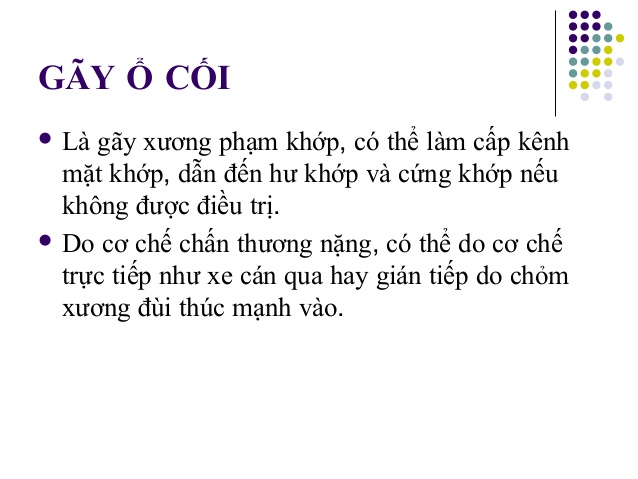 GÃY Ổ CỐI
Là gãy xương phạm khớp, có thể làm cấp kênh
mặt khớp, dẫn đến hư khớp và cứng khớp nếu
không được điều trị.
Do cơ chế chấn thương nặng, có thể do cơ chế
trực tiếp như xe cán qua hay gián tiếp do chỏm
xương đùi thúc mạnh vào.